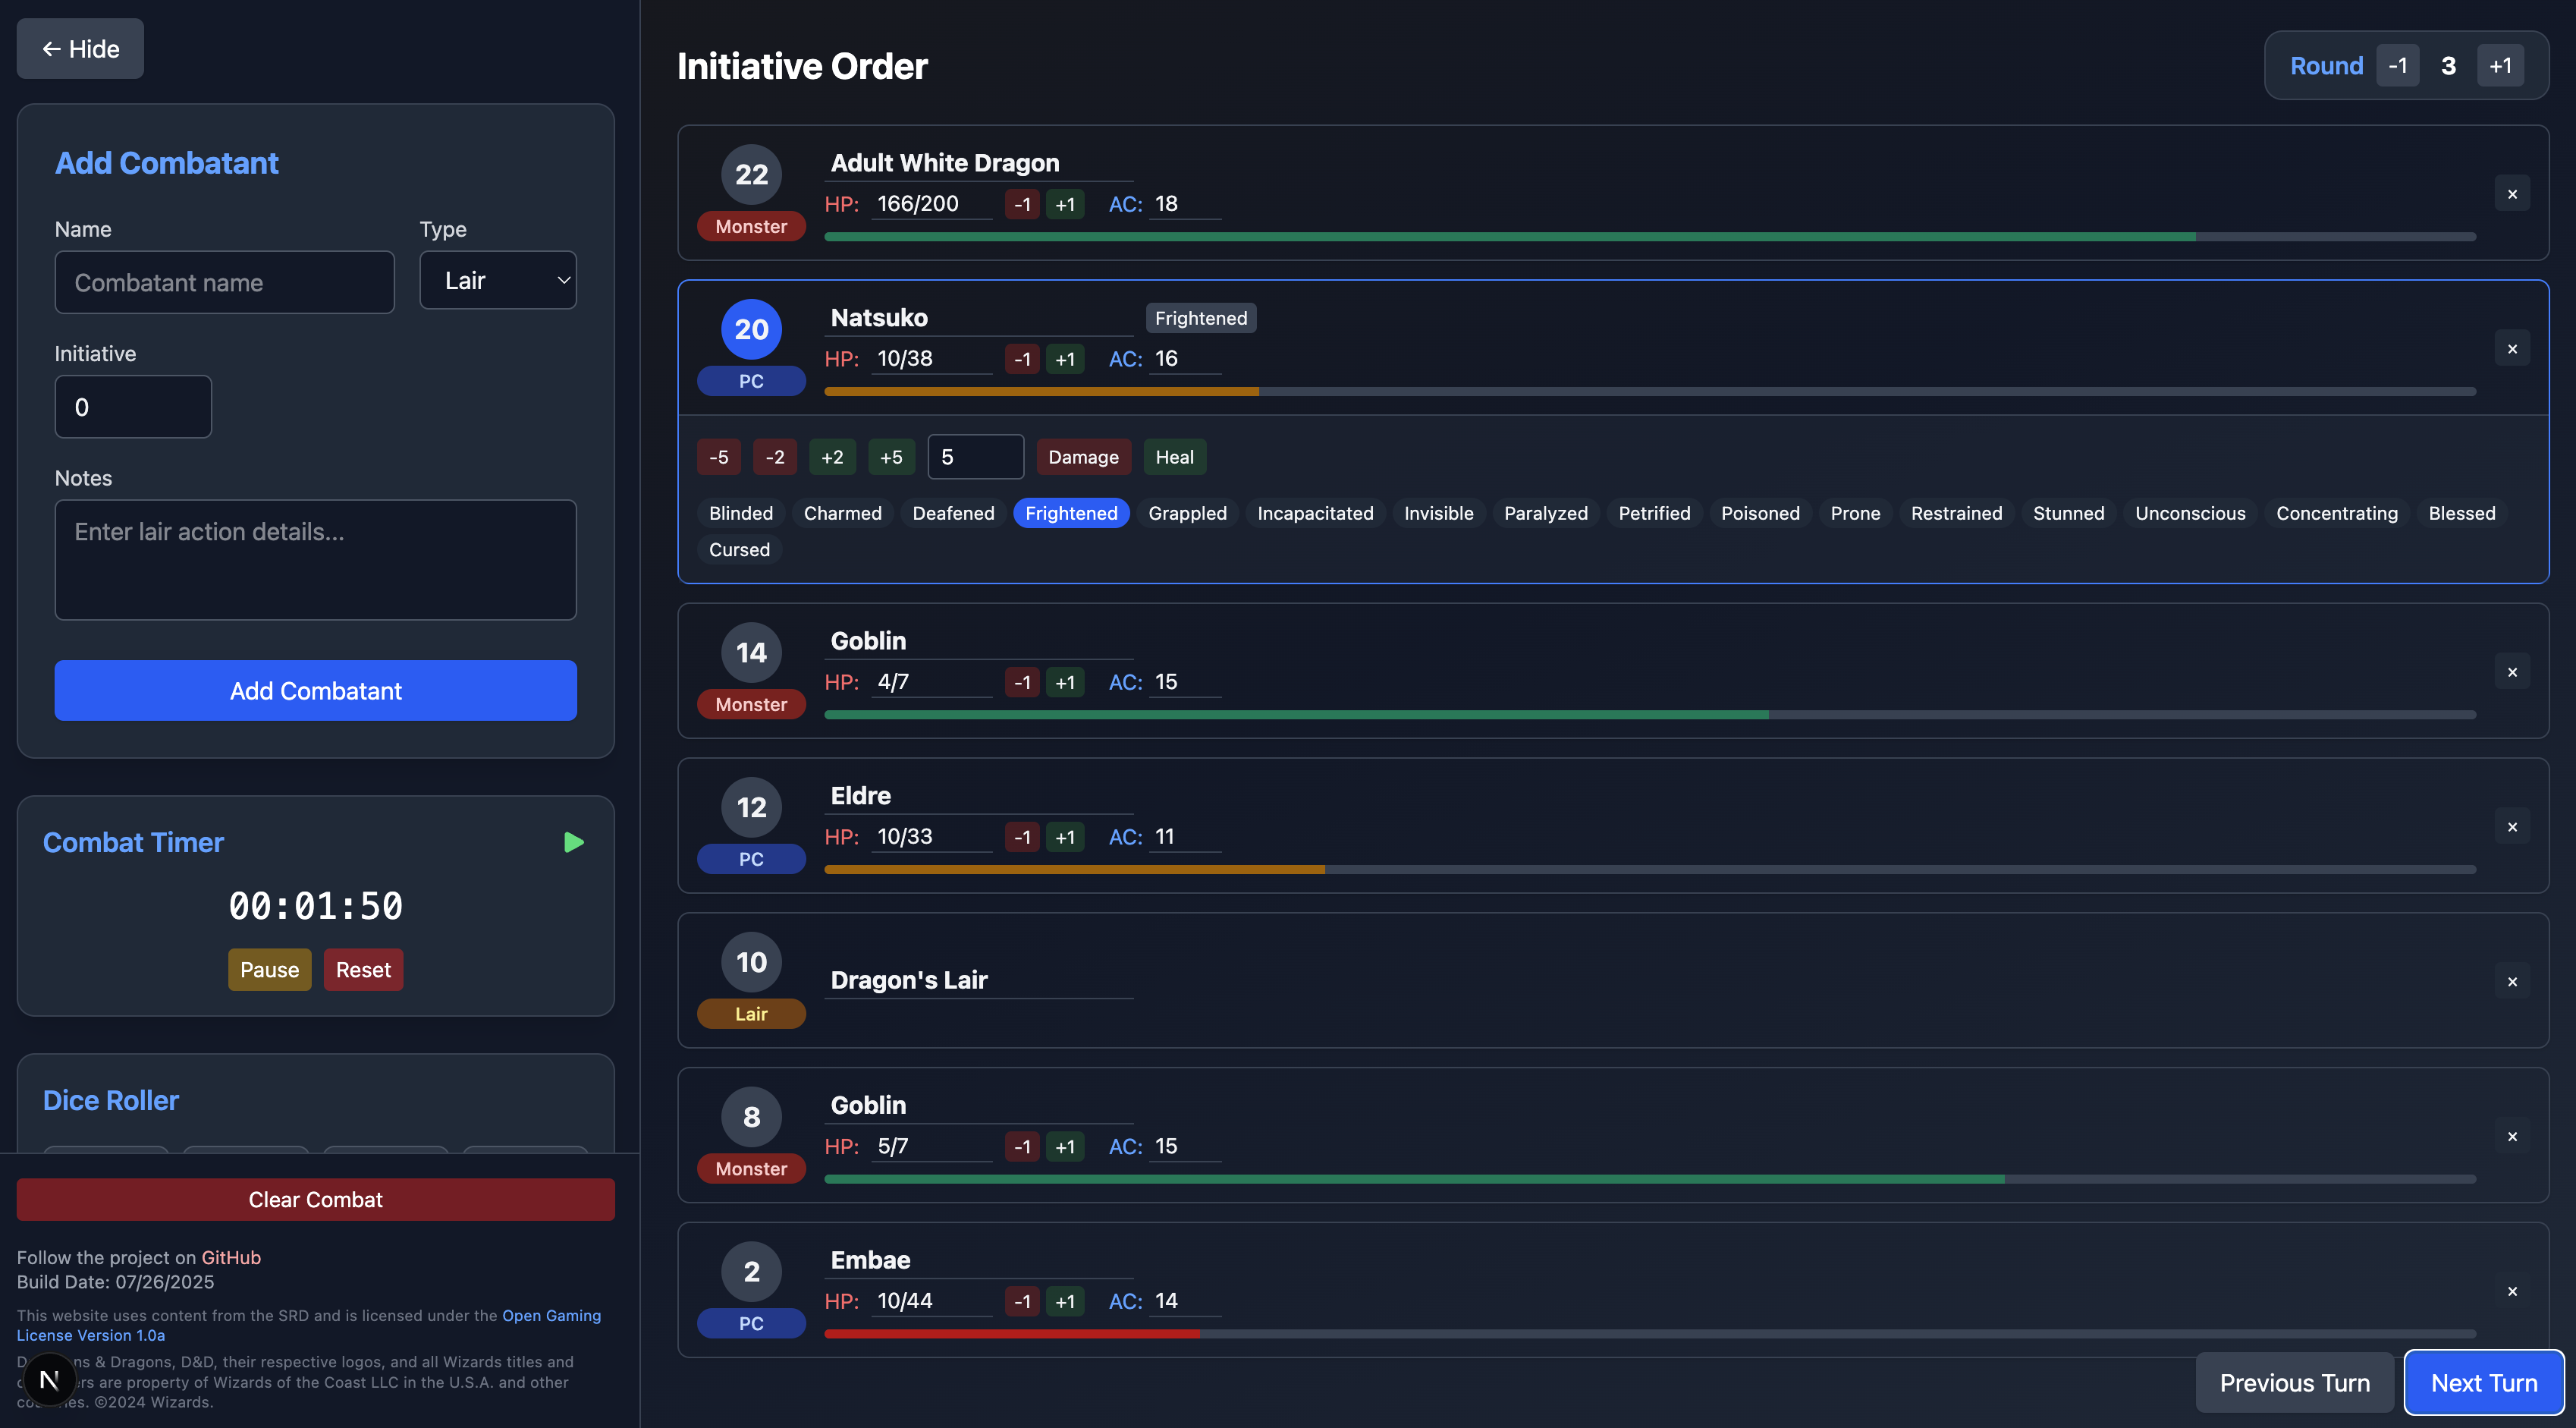 ← Hide
Add Combatant
Name
Type
Combatant name
Lair
Initiative
0
Notes
Enter lair action details...
Add Combatant
Combat Timer
00:01:50
Pause
Reset
Dice Roller
Clear Combat
Follow the project on GitHub
Build Date: 07/26/2025
This website uses content from the SRD and is licensed under the Open Gaming
License Version 1.0a
& Dragons, D&D, their respective logos, and all Wizards titles and
are property of Wizards of the Coast LLC in the U.S.A. and other
©2024 Wizards.
N
Initiative Order
Round -1 3 +1
22
Adult White Dragon
Monster
HP: 166/200 -1 +1 AC: 18
×
20
Natsuko Frightened
PC
HP: 10/38 -1 +1 AC: 16
×
-5 -2 +2 +5 5 Damage Heal
Blinded Charmed Deafened Frightened Grappled Incapacitated Invisible Paralyzed Petrified Poisoned Prone Restrained Stunned Unconscious Concentrating Blessed
Cursed
14
Goblin
Monster
HP: 4/7 -1 +1 AC: 15
×
12
Eldre
PC
HP: 10/33 -1 +1 AC: 11
×
10
Dragon's Lair
Lair
×
8
Goblin
Monster
HP: 5/7 -1 +1 AC: 15
×
2
Embae
PC
HP: 10/44 -1 +1 AC: 14
×
Previous Turn
Next Turn